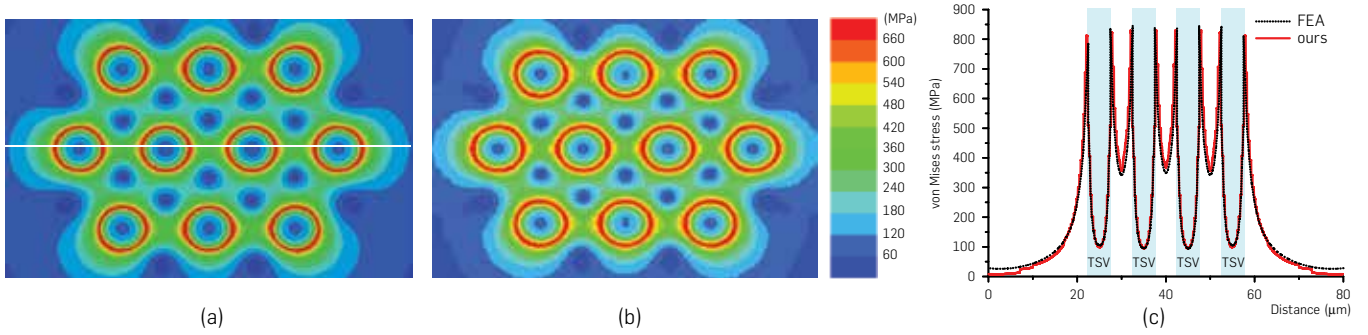 (MPa)
660
600
540
480
420
360
300
240
180
120
60
(a)
(b)
900
800
700
600
500
400
300
200
100
0
von Mises stress (MPa)
FEA
ours
TSV TSV TSV TSV
0 20 40 60 80
Distance (µm)
(c)